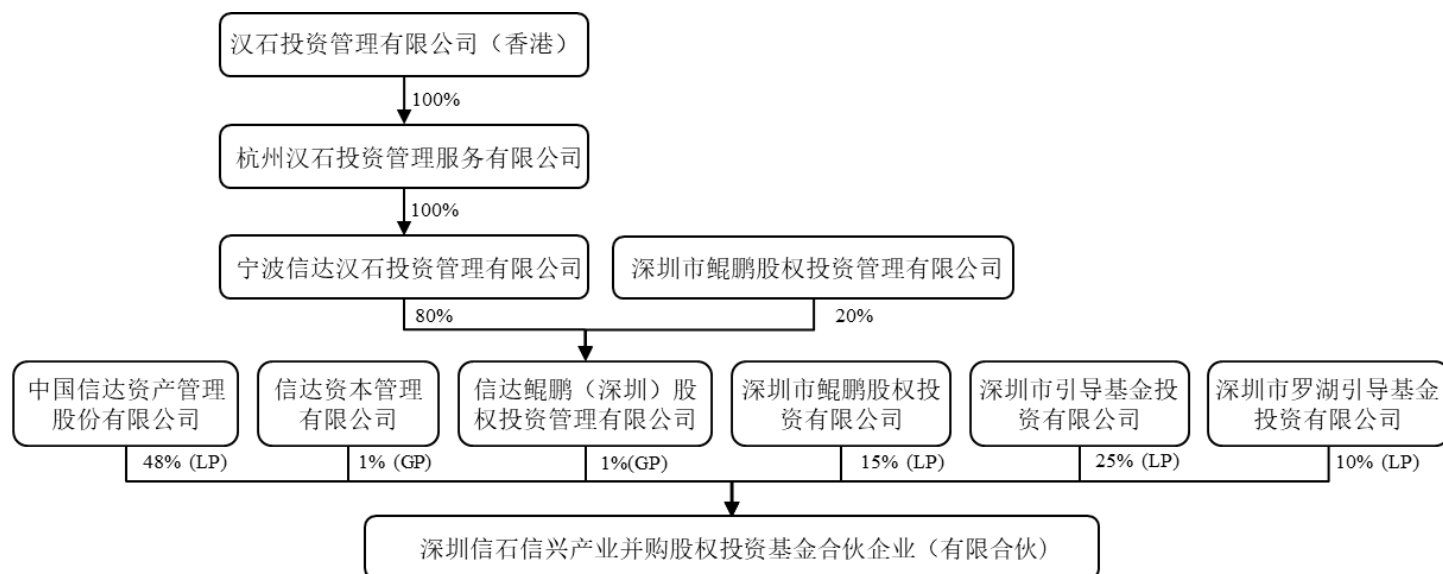 汉石投资管理有限公司（香港）
100%
杭州汉石投资管理服务有限公司
100%
宁波信达汉石投资管理有限公司
深圳市鲲鹏股权投资管理有限公司
80%
20%
中国信达资产管理
股份有限公司
信达资本管理
有限公司
信达鲲鹏（深圳）股
权投资管理有限公司
深圳市鲲鹏股权投
资有限公司
深圳市引导基金投
资有限公司
深圳市罗湖引导基金
投资有限公司
48% (LP)
1% (GP)
1%(GP)
15% (LP)
25% (LP)
10% (LP)
深圳信石信兴产业并购股权投资基金合伙企业（有限合伙）